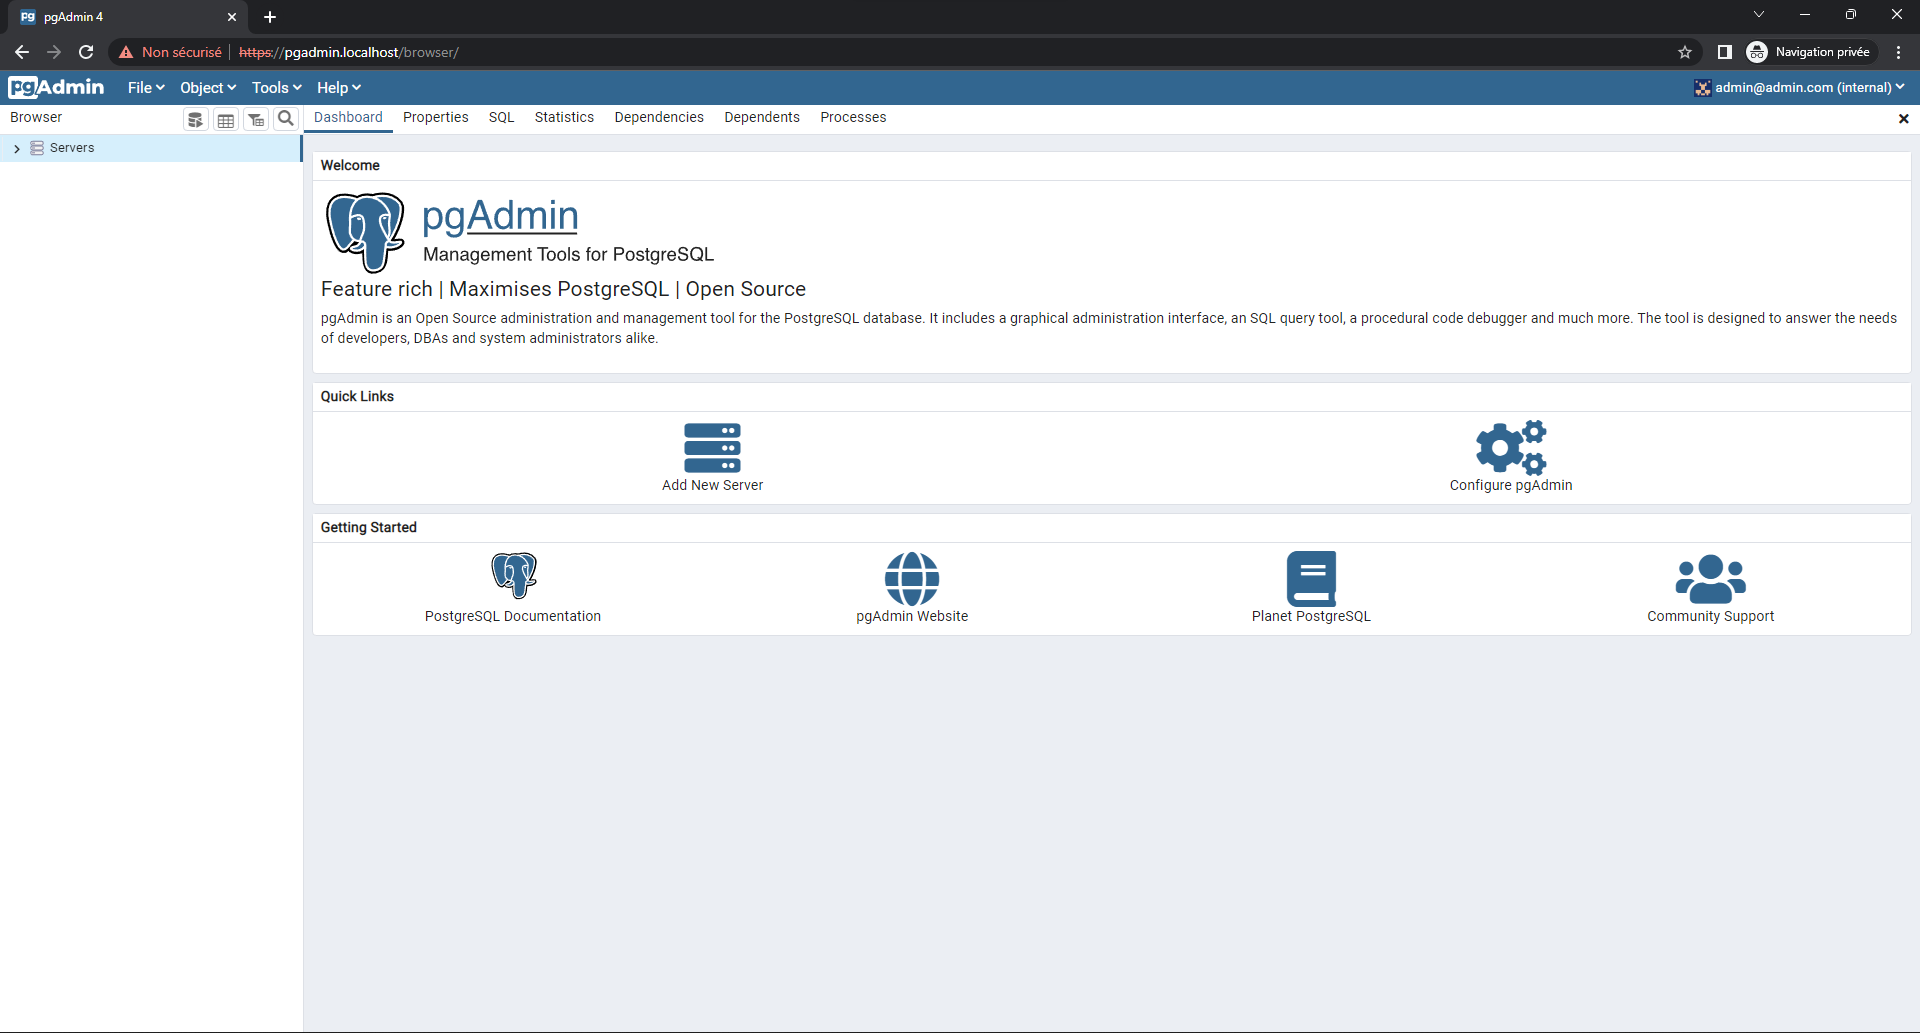 pgAdmin 4
Non sécurisé https://pgadmin.localhost/browser/ Navigation privée
pgAdmin File Object Tools Help admin@admin.com (internal)
Browser Dashboard Properties SQL Statistics Dependencies Dependents Processes
Servers
Welcome
pgAdmin
Management Tools for PostgreSQL
Feature rich | Maximises PostgreSQL | Open Source
pgAdmin is an Open Source administration and management tool for the PostgreSQL database. It includes a graphical administration interface, an SQL query tool, a procedural code debugger and much more. The tool is designed to answer the needs
of developers, DBAs and system administrators alike.
Quick Links
Add New Server Configure pgAdmin
Getting Started
PostgreSQL Documentation pgAdmin Website Planet PostgreSQL Community Support